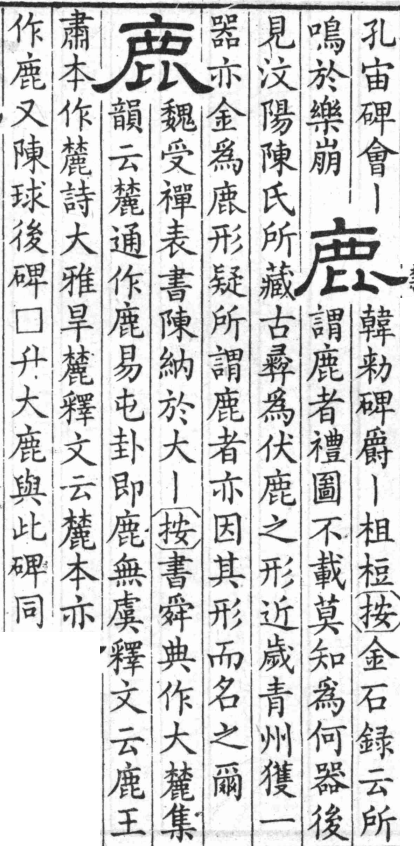 孔宙碑會丨
鳴於樂崩
鹿
韓勑碑爵丨柤梪按金石録云所
謂鹿者禮圖不載莫知爲何器後
見汶陽陳氏所藏古彞爲伏鹿之形近歲青州獲一
器亦金爲鹿形疑所謂鹿者亦因其形而名之爾
鹿
魏受禪表書陳納於大丨按書舜典作大麓集
韻云麓通作鹿易屯卦即鹿無虞釋文云鹿王
肅本作麓詩大雅旱麓釋文云麓本亦
作鹿又陳球後碑□升大鹿與此碑同